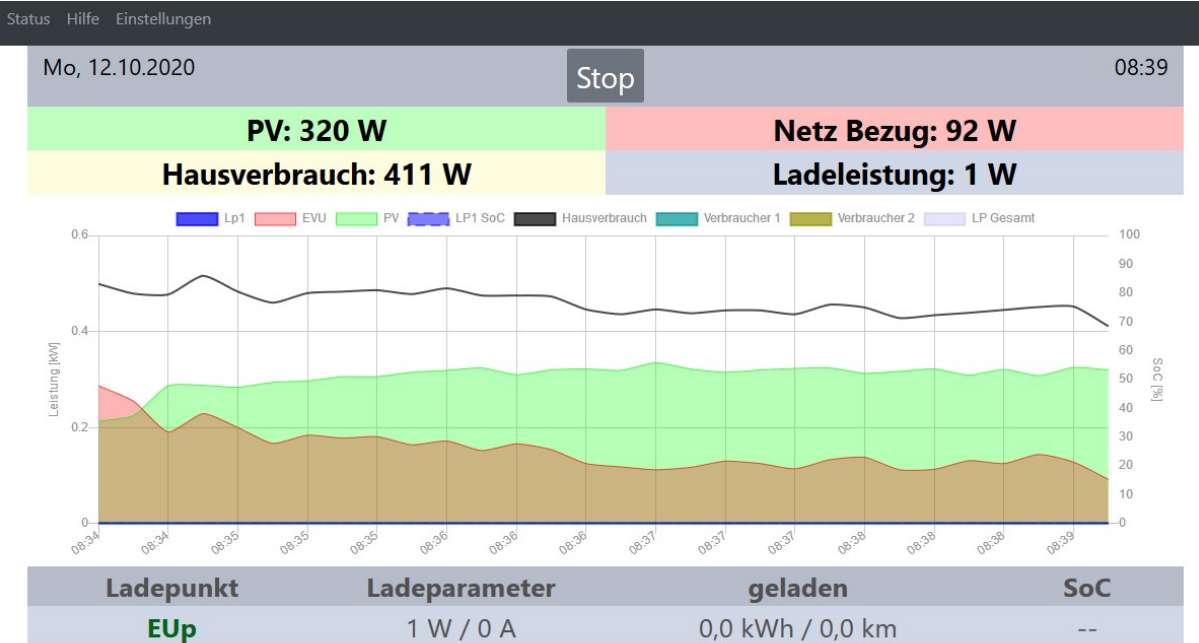 Status Hilfe Einstellungen
Mo, 12.10.2020 Stop 08:39
PV: 320 W Netz Bezug: 92 W
Hausverbrauch: 411 W Ladeleistung: 1 W
Lp1 EVU PV LP1 SoC Hausverbrauch Verbraucher 1 Verbraucher 2 LP Gesamt
0.6 100
90
80
70
0.4
60
Leistung [kW] SoC [%]
50
40
0.2
30
20
10
0 0
08:34 08:34 08:35 08:35 08:35 08:36 08:36 08:36 08:37 08:37 08:37 08:38 08:38 08:38 08:39
Ladepunkt Ladeparameter geladen SoC
EUp 1 W / 0 A 0,0 kWh / 0,0 km --